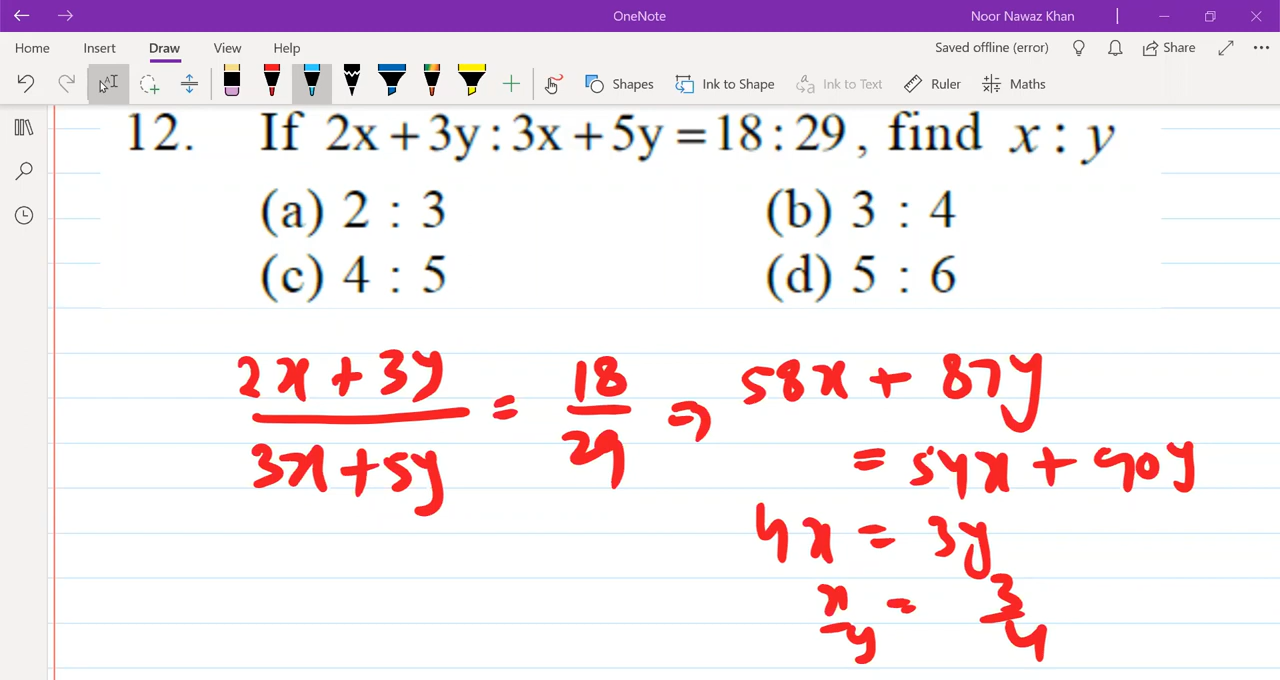 OneNote
Noor Nawaz Khan
Home Insert Draw View Help
Saved offline (error)
Share
Shapes Ink to Shape Ink to Text Ruler Maths
12. If 2x+3y:3x+5y=18:29, find x:y
(a) 2 : 3 (b) 3 : 4
(c) 4 : 5 (d) 5 : 6
2x + 3y / 3x + 5y = 18 / 29 ⇒ 58x + 87y
= 54x + 90y
4x = 3y
x/y = 3/4